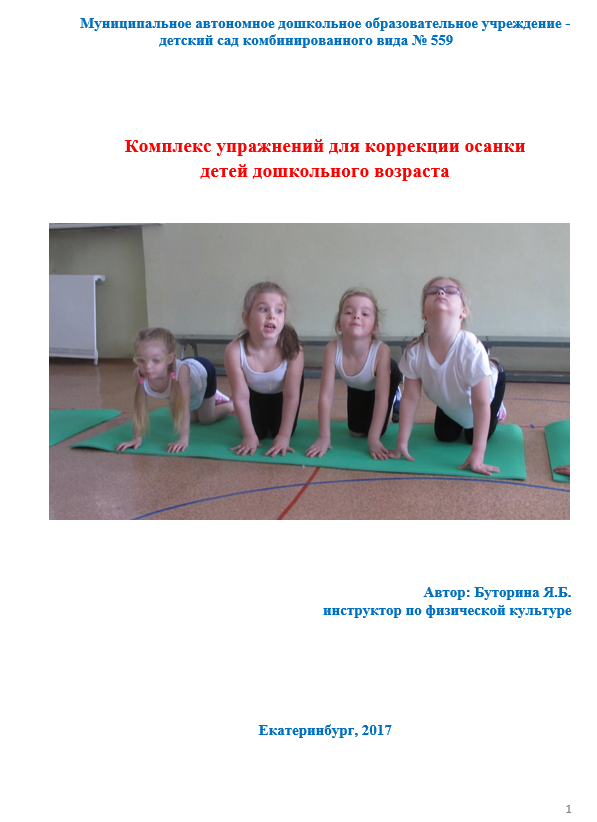 Муниципальное автономное дошкольное образовательное учреждение -
детский сад комбинированного вида № 559
Комплекс упражнений для коррекции осанки
детей дошкольного возраста
Автор: Буторина Я.Б.
инструктор по физической культуре
Екатеринбург, 2017
1